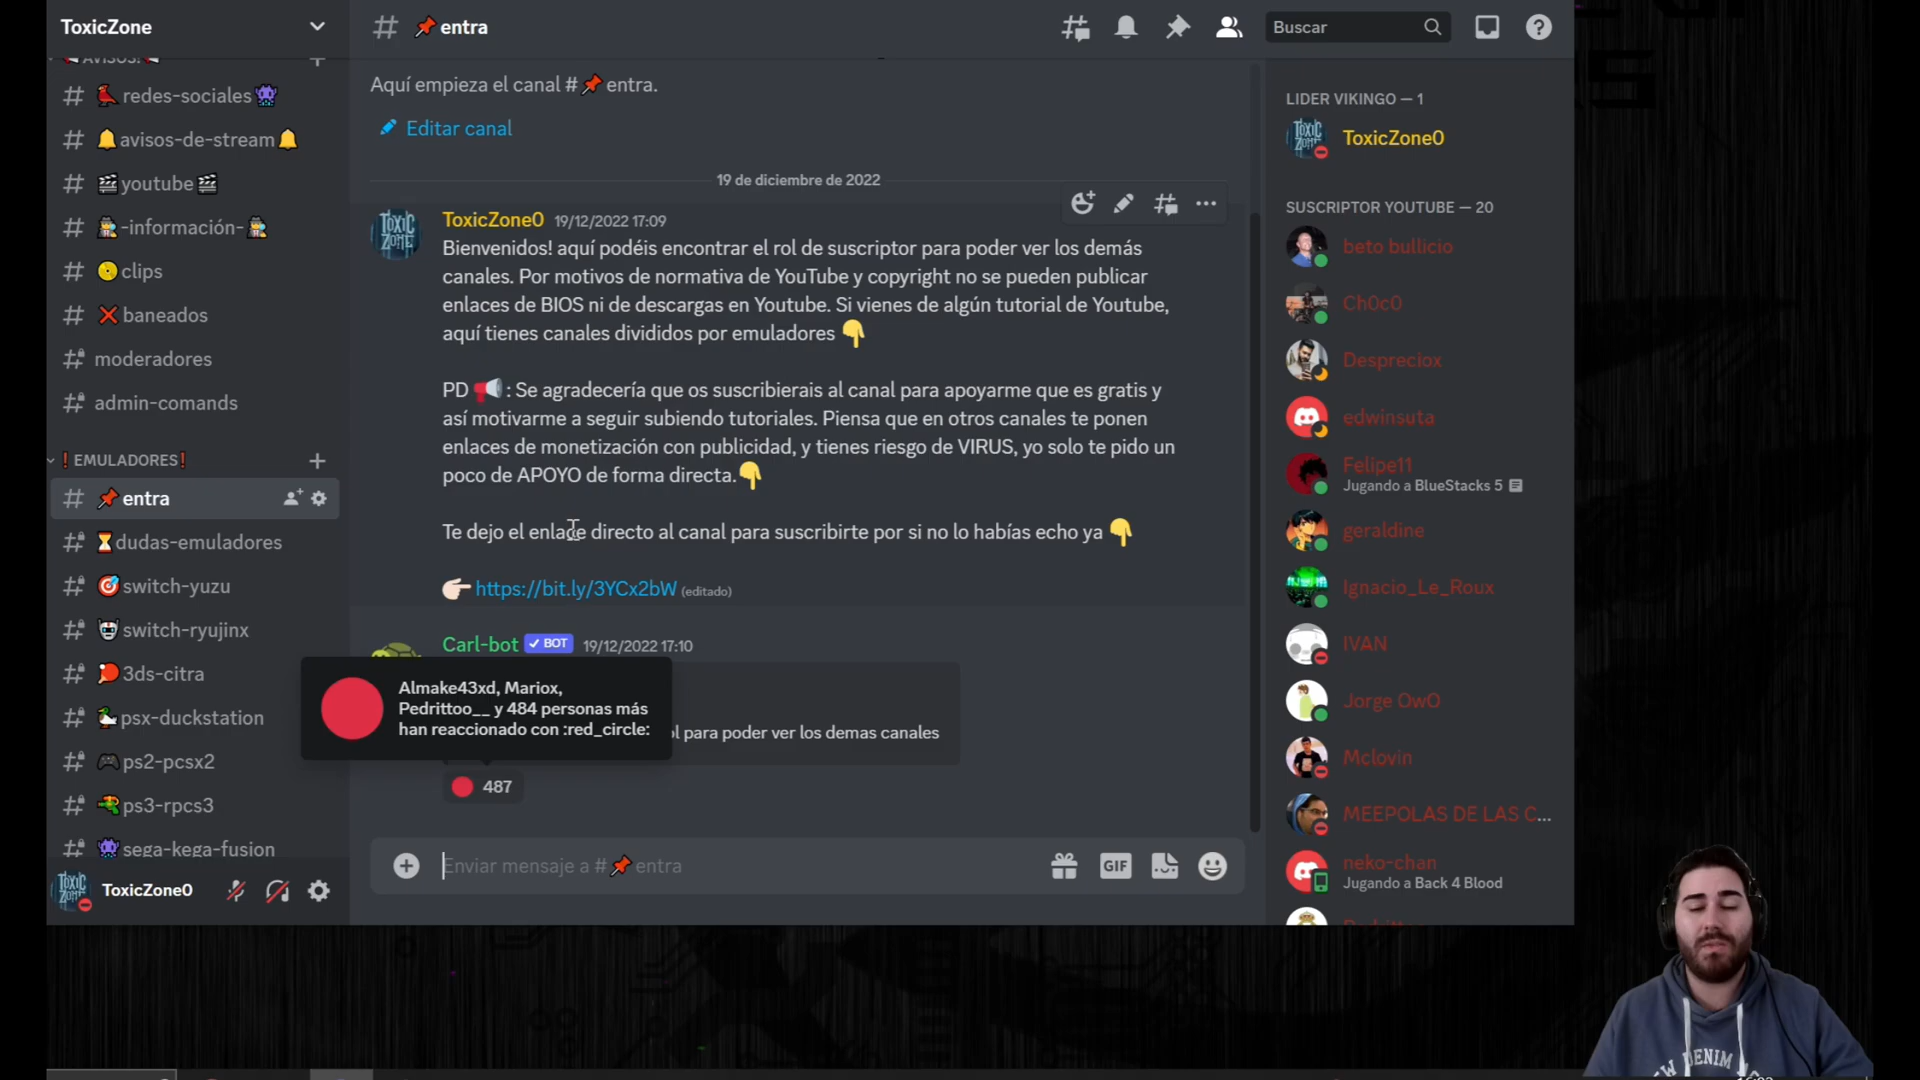 ToxicZone
# 📌entra
Buscar
¡AVISOS!
redes-sociales
avisos-de-stream
youtube
-información-
clips
baneados
moderadores
admin-comands
❗EMULADORES❗
entra
dudas-emuladores
switch-yuzu
switch-ryujinx
3ds-citra
psx-duckstation
ps2-pcsx2
ps3-rpcs3
sega-kega-fusion
ToxicZone0
Aquí empieza el canal #📌entra.
Editar canal
19 de diciembre de 2022
ToxicZone0 19/12/2022 17:09
Bienvenidos! aquí podéis encontrar el rol de suscriptor para poder ver los demás
canales. Por motivos de normativa de YouTube y copyright no se pueden publicar
enlaces de BIOS ni de descargas en Youtube. Si vienes de algún tutorial de Youtube,
aquí tienes canales divididos por emuladores 👇
PD 📢: Se agradecería que os suscribierais al canal para apoyarme que es gratis y
así motivarme a seguir subiendo tutoriales. Piensa que en otros canales te ponen
enlaces de monetización con publicidad, y tienes riesgo de VIRUS, yo solo te pido un
poco de APOYO de forma directa.👇
Te dejo el enlace directo al canal para suscribirte por si no lo habías echo ya 👇
👉🏻 https://bit.ly/3YCx2bW (editado)
Carl-bot ✓ BOT 19/12/2022 17:10
Almake43xd, Mariox,
Pedrittoo__ y 484 personas más
han reaccionado con :red_circle:
para poder ver los demas canales
487
Enviar mensaje a #📌entra
GIF
LIDER VIKINGO — 1
ToxicZone0
SUSCRIPTOR YOUTUBE — 20
beto bullicio
Ch0c0
Despreciox
edwinsuta
Felipe11
Jugando a BlueStacks 5
geraldine
Ignacio_Le_Roux
IVAN
Jorge OwO
Mclovin
MEEPOLAS DE LAS C...
neko-chan
Jugando a Back 4 Blood
DENIM